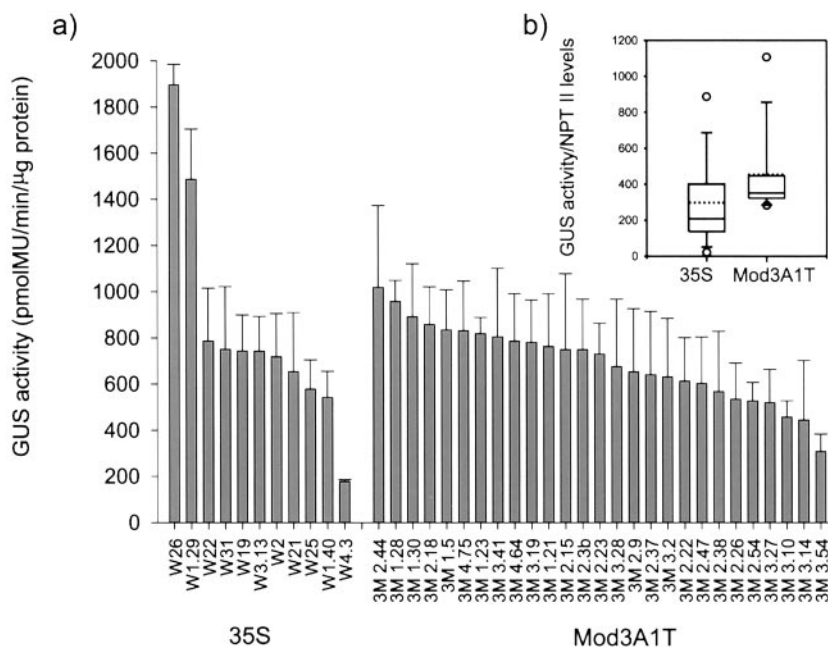 a)
GUS activity (pmolMU/min/µg protein)
2000
1800
1600
1400
1200
1000
800
600
400
200
0
W26
W1.29
W22
W31
W19
W3.13
W2
W21
W25
W1.40
W4.3
3M 2.44
3M 1.28
3M 1.30
3M 2.18
3M 1.5
3M 4.75
3M 1.23
3M 3.41
3M 4.64
3M 3.19
3M 1.21
3M 2.15
3M 2.3b
3M 2.23
3M 3.28
3M 2.9
3M 2.37
3M 3.2
3M 2.22
3M 2.47
3M 2.38
3M 2.26
3M 2.54
3M 3.27
3M 3.10
3M 3.14
3M 3.54
35S
Mod3A1T
b)
GUS activity/NPT II levels
1200
1000
800
600
400
200
0
35S
Mod3A1T